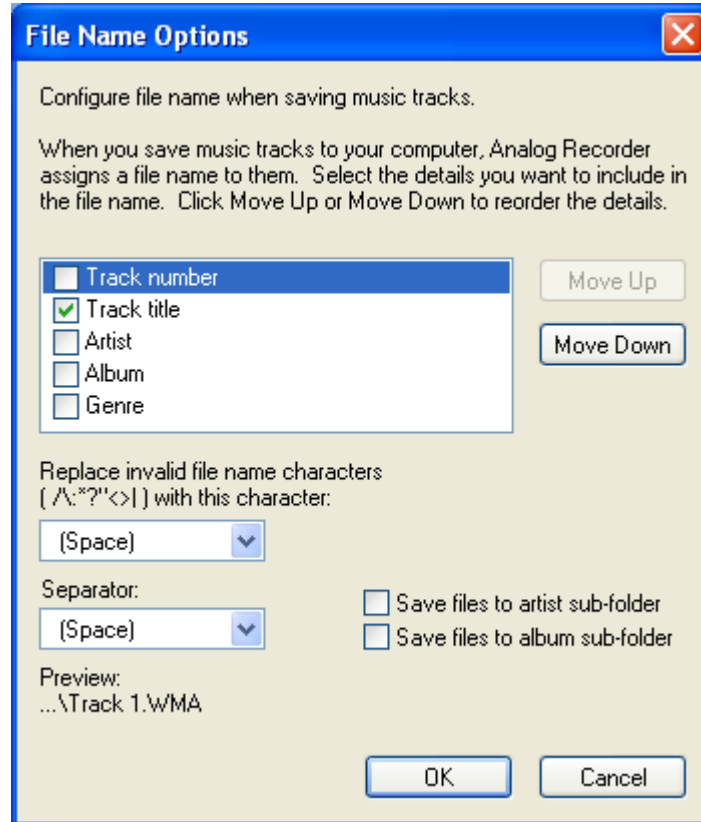 File Name Options
Configure file name when saving music tracks.
When you save music tracks to your computer, Analog Recorder
assigns a file name to them.  Select the details you want to include in
the file name.  Click Move Up or Move Down to reorder the details.
Track number
Move Up
Track title
Artist
Move Down
Album
Genre
Replace invalid file name characters
( /\:*?"<>| ) with this character:
(Space)
Separator:
Save files to artist sub-folder
(Space)
Save files to album sub-folder
Preview:
...\Track 1.WMA
OK
Cancel